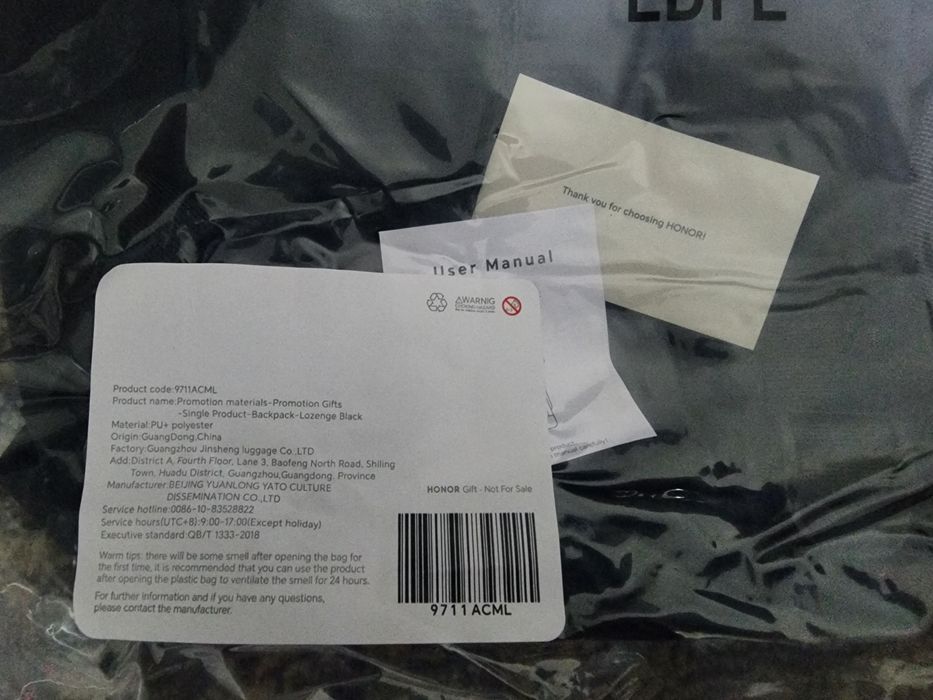 LDPE
Thank you for choosing HONOR!
User Manual
product
manual carefully!
WARNIG
Product code:9711ACML
Product name:Promotion materials-Promotion Gifts
-Single Product-Backpack-Lozenge Black
Material:PU+ polyester
Origin:GuangDong,China
Factory:Guangzhou Jinsheng luggage Co.,LTD
Add:District A, Fourth Floor, Lane 3, Baofeng North Road, Shiling
Town, Huadu District, Guangzhou,Guangdong. Province
Manufacturer:BEIJING YUANLONG YATO CULTURE
DISSEMINATION CO.,LTD
Service hotline:0086-10-83528822
Service hours(UTC+8):9:00-17:00(Except holiday)
Executive standard:QB/T 1333-2018
Warm tips: there will be some smell after opening the bag for
the first time, it is recommended that you can use the product
after opening the plastic bag to ventilate the smell for 24 hours.
For further information and if you have any questions,
please contact the manufacturer.
HONOR Gift - Not For Sale
9711ACML